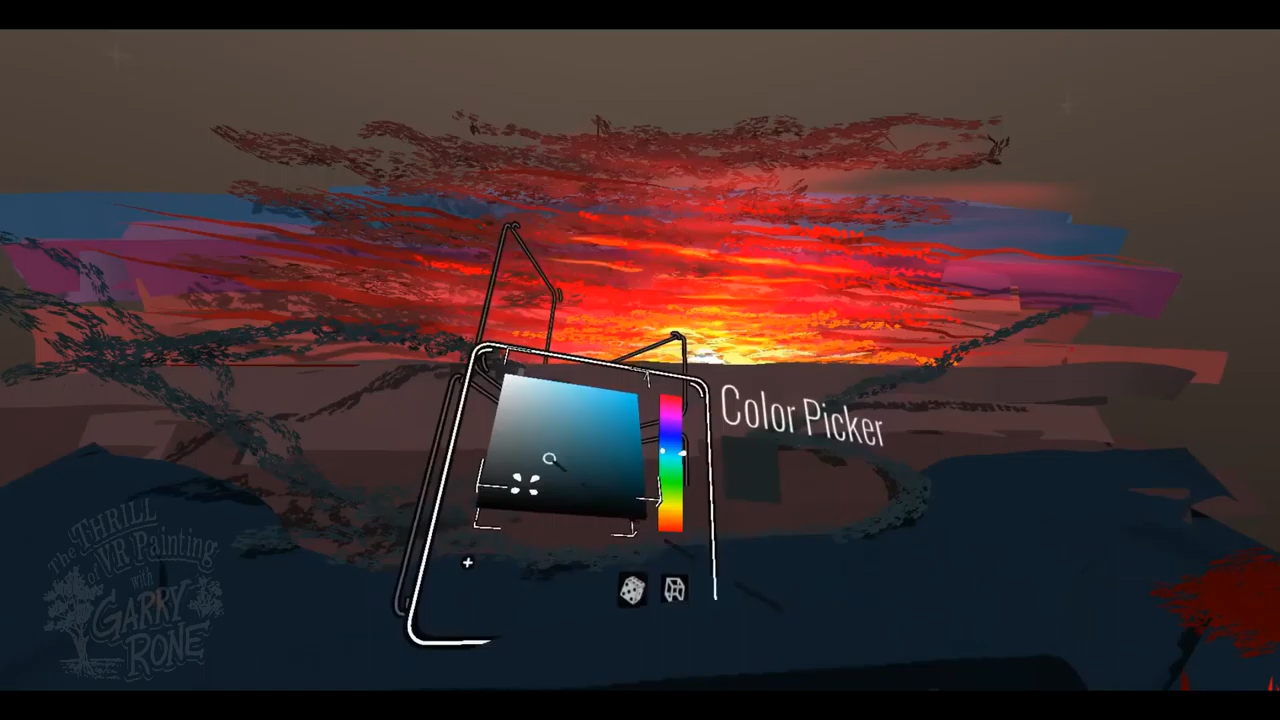 Color Picker
The THRILL
of VR Painting
with
GARRY
RONE